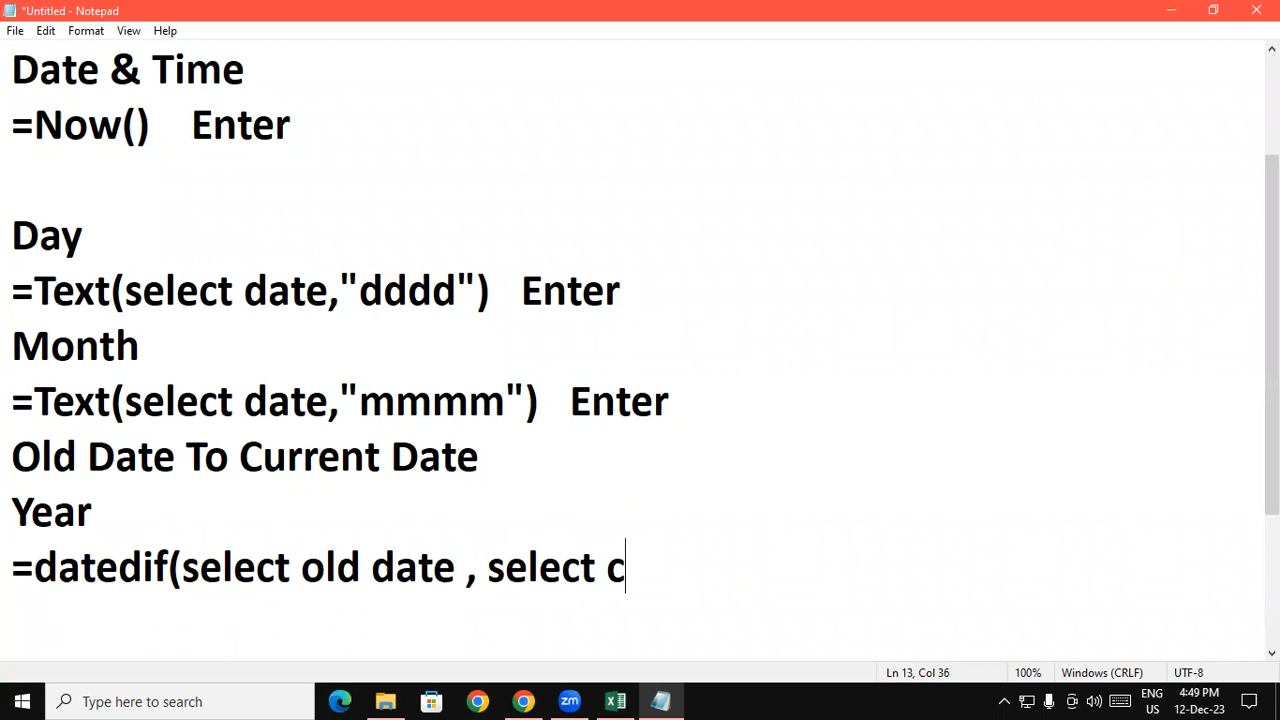 *Untitled - Notepad
File Edit Format View Help
Date & Time
=Now() Enter
Day
=Text(select date,"dddd") Enter
Month
=Text(select date,"mmmm") Enter
Old Date To Current Date
Year
=datedif(select old date , select c
Ln 13, Col 36 100% Windows (CRLF) UTF-8
Type here to search
zm
ENG
US
4:49 PM
12-Dec-23